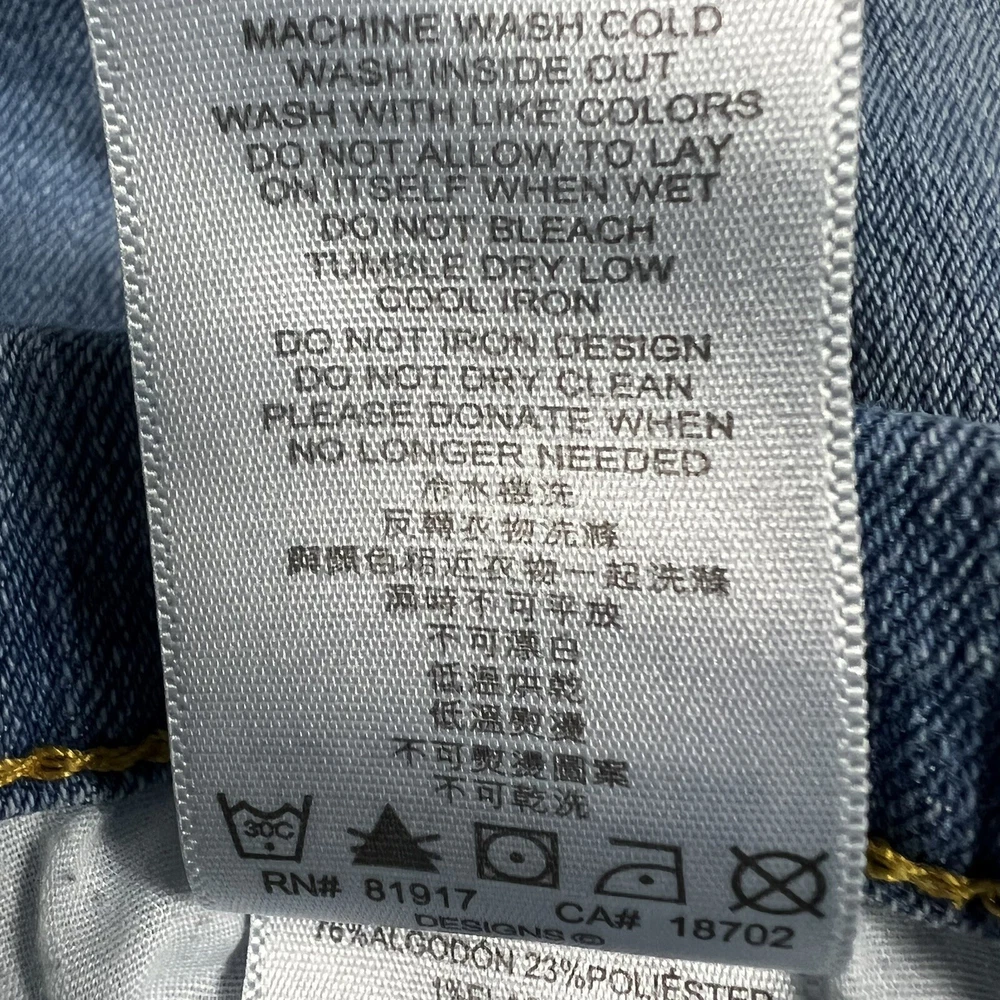 MACHINE WASH COLD
WASH INSIDE OUT
WASH WITH LIKE COLORS
DO NOT ALLOW TO LAY
ON ITSELF WHEN WET
DO NOT BLEACH
TUMBLE DRY LOW
COOL IRON
DO NOT IRON DESIGN
DO NOT DRY CLEAN
PLEASE DONATE WHEN
NO LONGER NEEDED
冷水機洗
反轉衣物洗滌
與顏色相近衣物一起洗滌
濕時不可平放
不可漂白
低溫烘乾
低溫熨燙
不可熨燙圖案
不可乾洗
30C
RN# 81917 CA# 18702
DESIGNS ©
76%ALGODÓN 23%POLIÉSTER